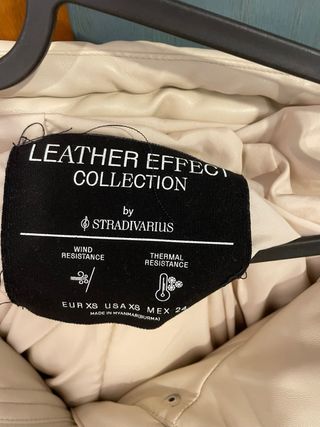 LEATHER EFFECT
COLLECTION
by
STRADIVARIUS
WIND
RESISTANCE
THERMAL
RESISTANCE
EUR XS USA XS MEX 24
MADE IN MYANMAR(BURMA)